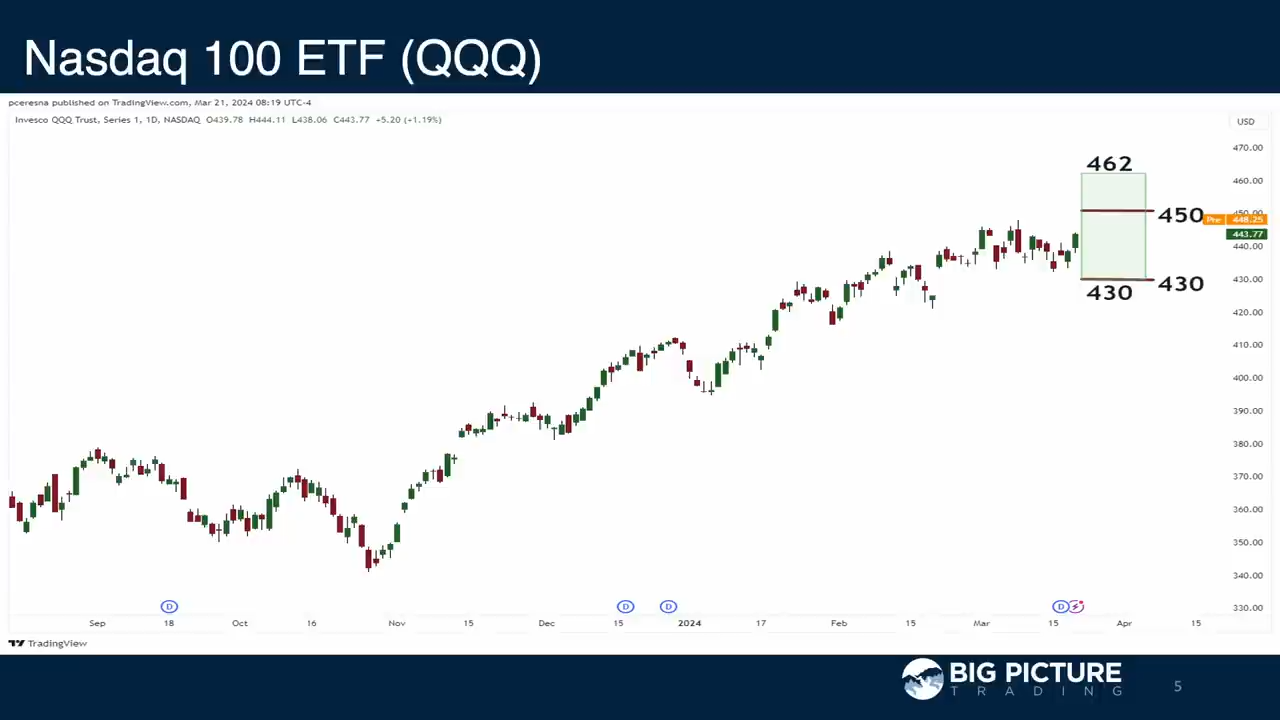 Nasdaq 100 ETF (QQQ)
pceresna published on TradingView.com, Mar 21, 2024 08:19 UTC-4
Invesco QQQ Trust, Series 1, 1D, NASDAQ O439.78 H444.11 L438.06 C443.77 +5.20 (+1.19%)
USD
470.00
462
460.00
450.00
450
Pre 448.25
443.77
440.00
430.00
430
430
420.00
410.00
400.00
390.00
380.00
370.00
360.00
350.00
340.00
330.00
D D D D
Sep 18 Oct 16 Nov 15 Dec 15 2024 17 Feb 15 Mar 15 Apr 15
TradingView
BIG PICTURE
TRADING
5